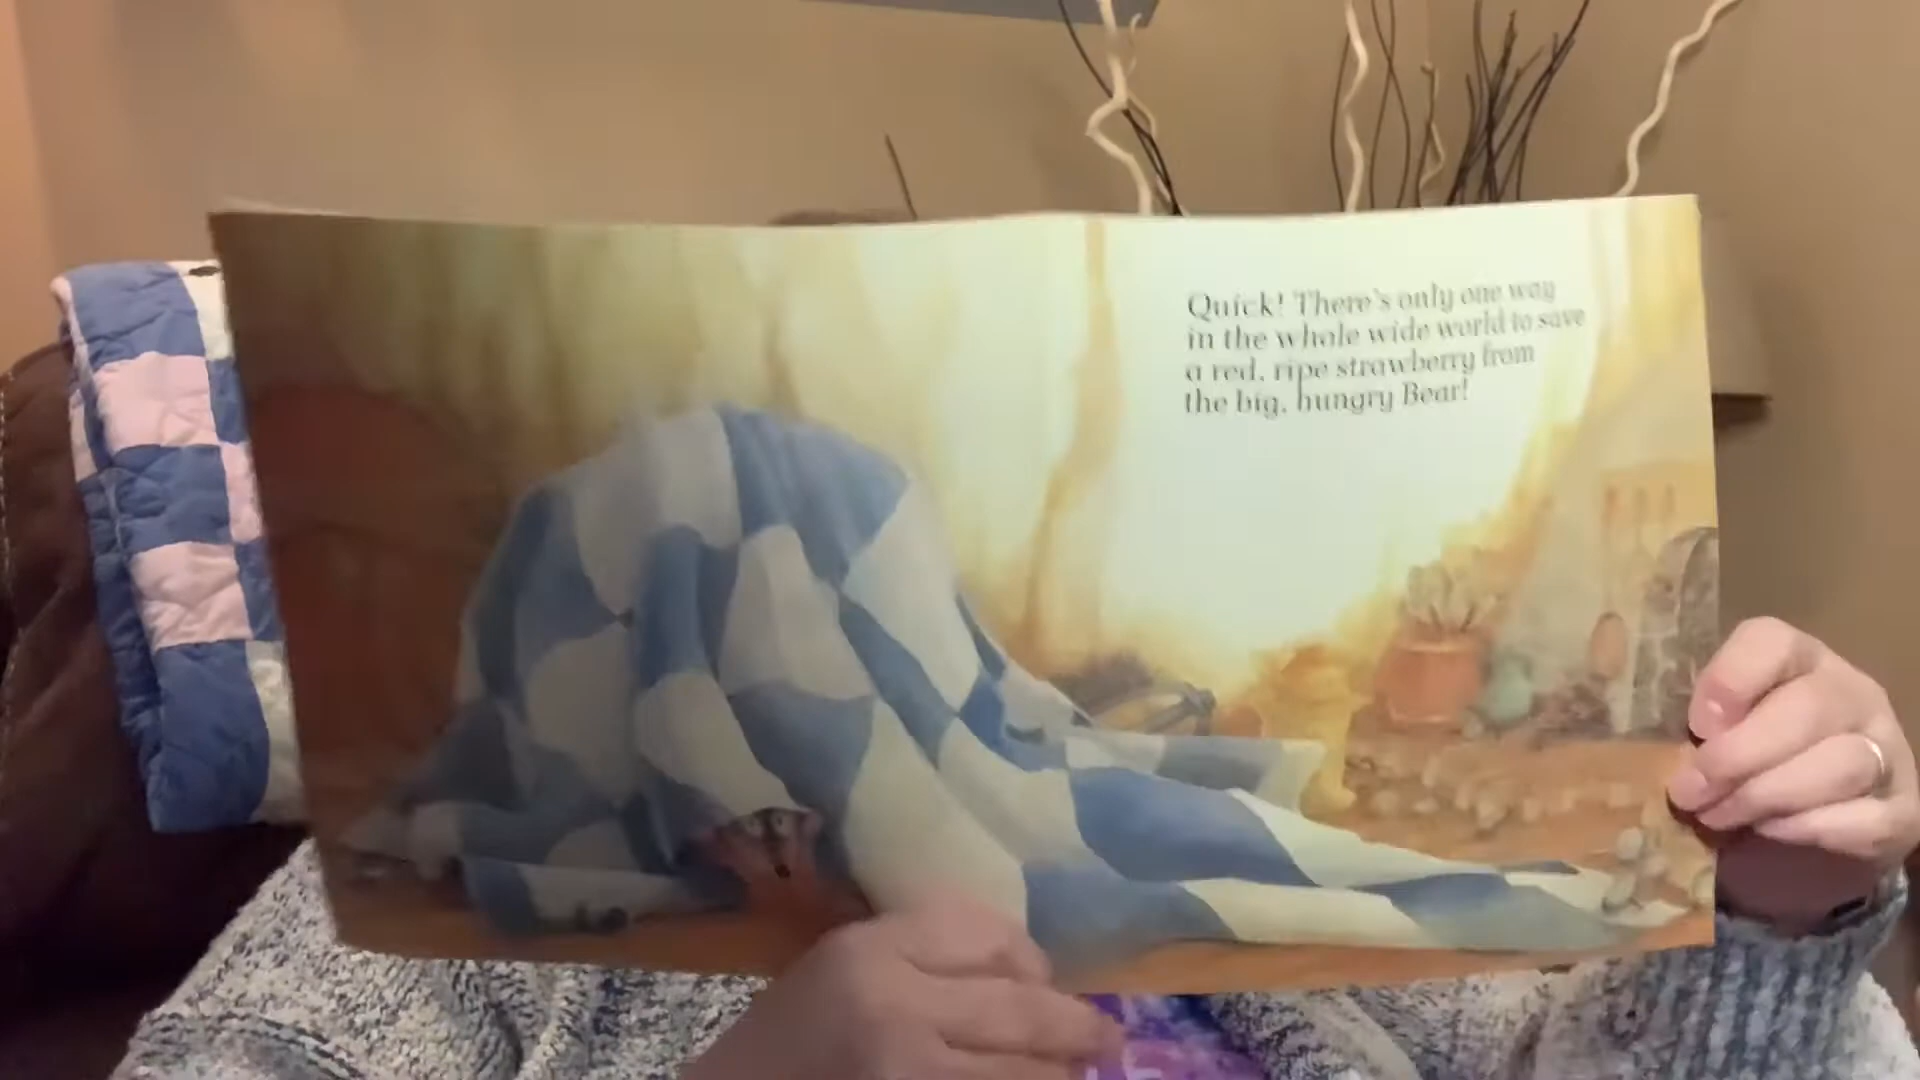 Quick! There's only one way
in the whole wide world to save
a red, ripe strawberry from
the big, hungry Bear!